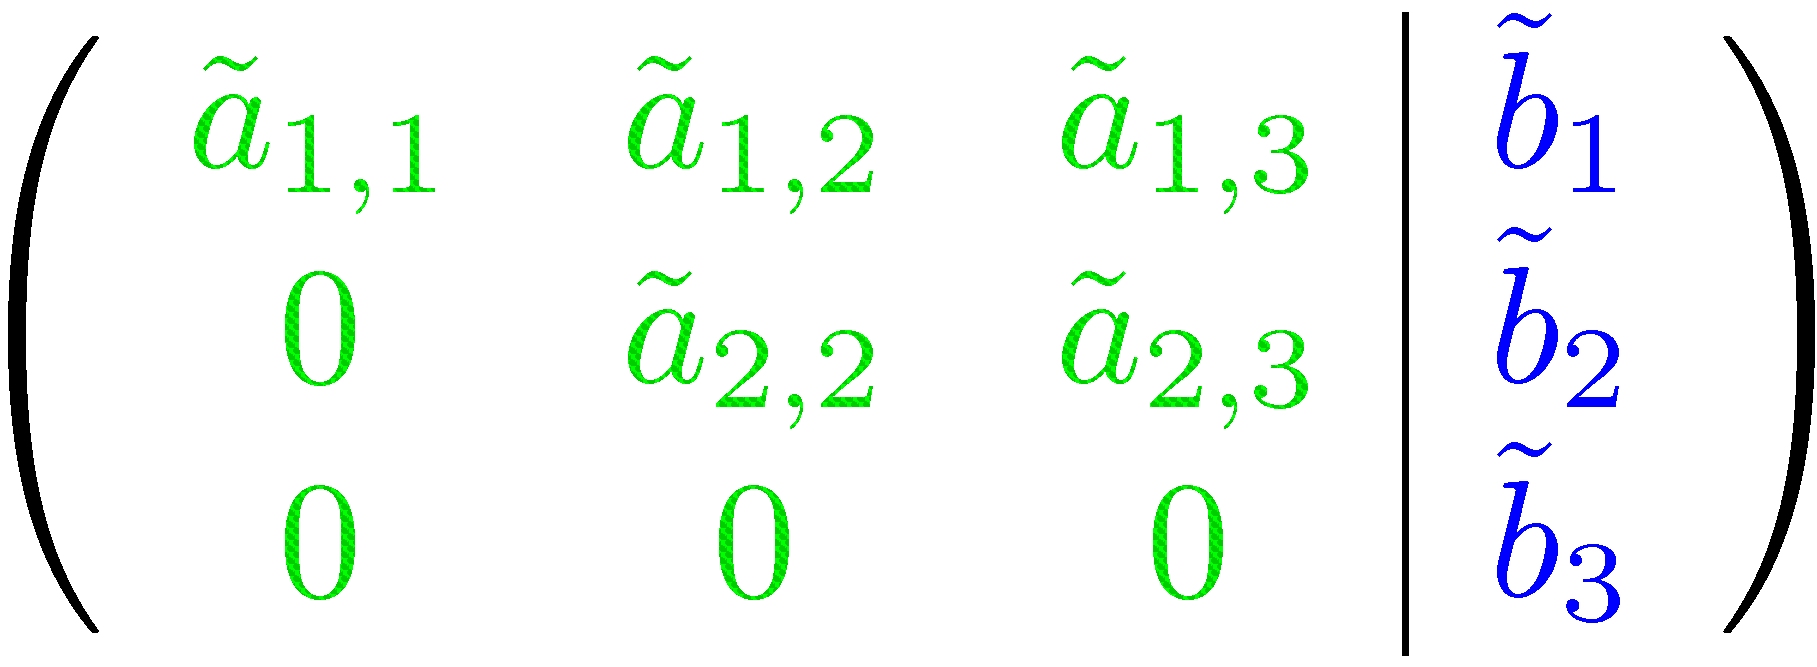 ã1,1 ã1,2 ã1,3 | b̃1
0 ã2,2 ã2,3 | b̃2
0 0 0 | b̃3